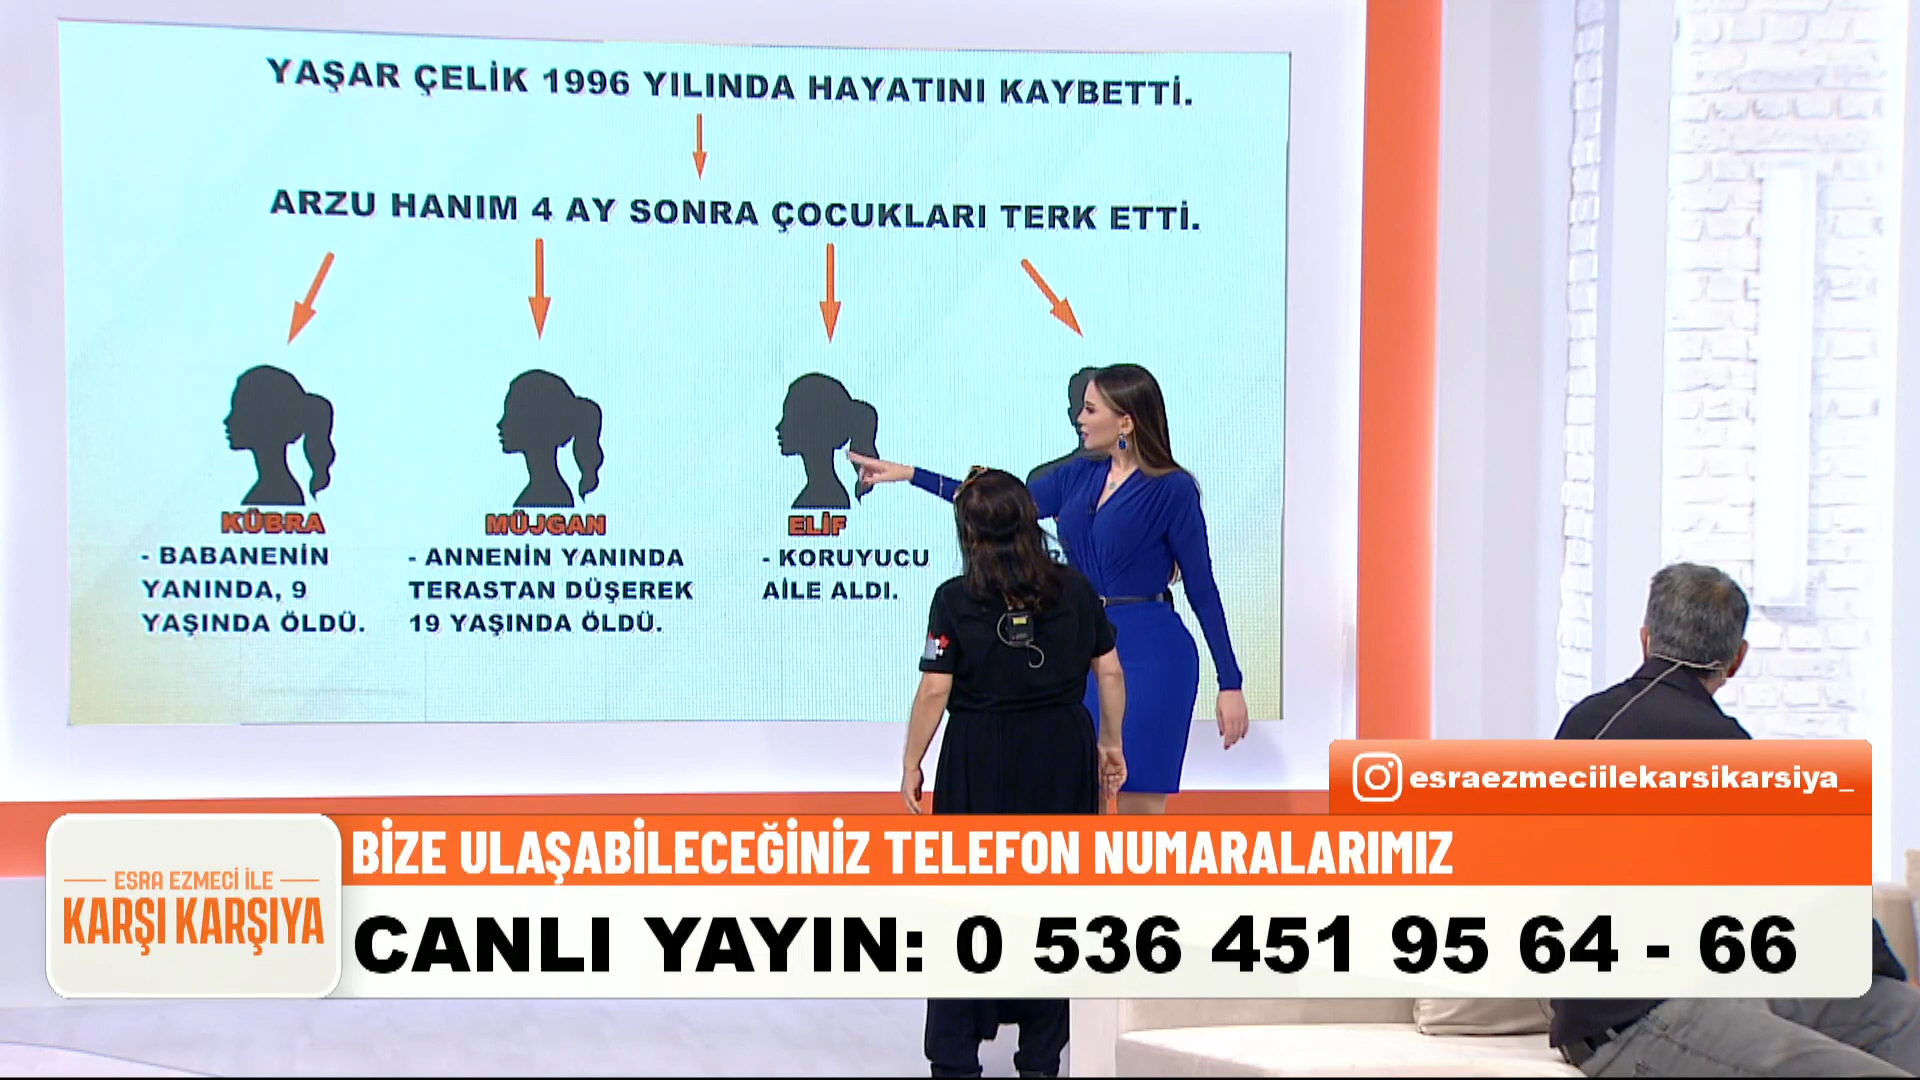 YAŞAR ÇELİK 1996 YILINDA HAYATINI KAYBETTİ.
ARZU HANIM 4 AY SONRA ÇOCUKLARI TERK ETTİ.
KÜBRA
- BABANENİN
YANINDA, 9
YAŞINDA ÖLDÜ.
MÜJGAN
- ANNENİN YANINDA
TERASTAN DÜŞEREK
19 YAŞINDA ÖLDÜ.
ELİF
- KORUYUCU
AİLE ALDI.
esraezmeciilekarsikarsiya_
BİZE ULAŞABİLECEĞİNİZ TELEFON NUMARALARIMIZ
ESRA EZMECİ İLE
KARŞI KARŞIYA
CANLI YAYIN: 0 536 451 95 64 - 66